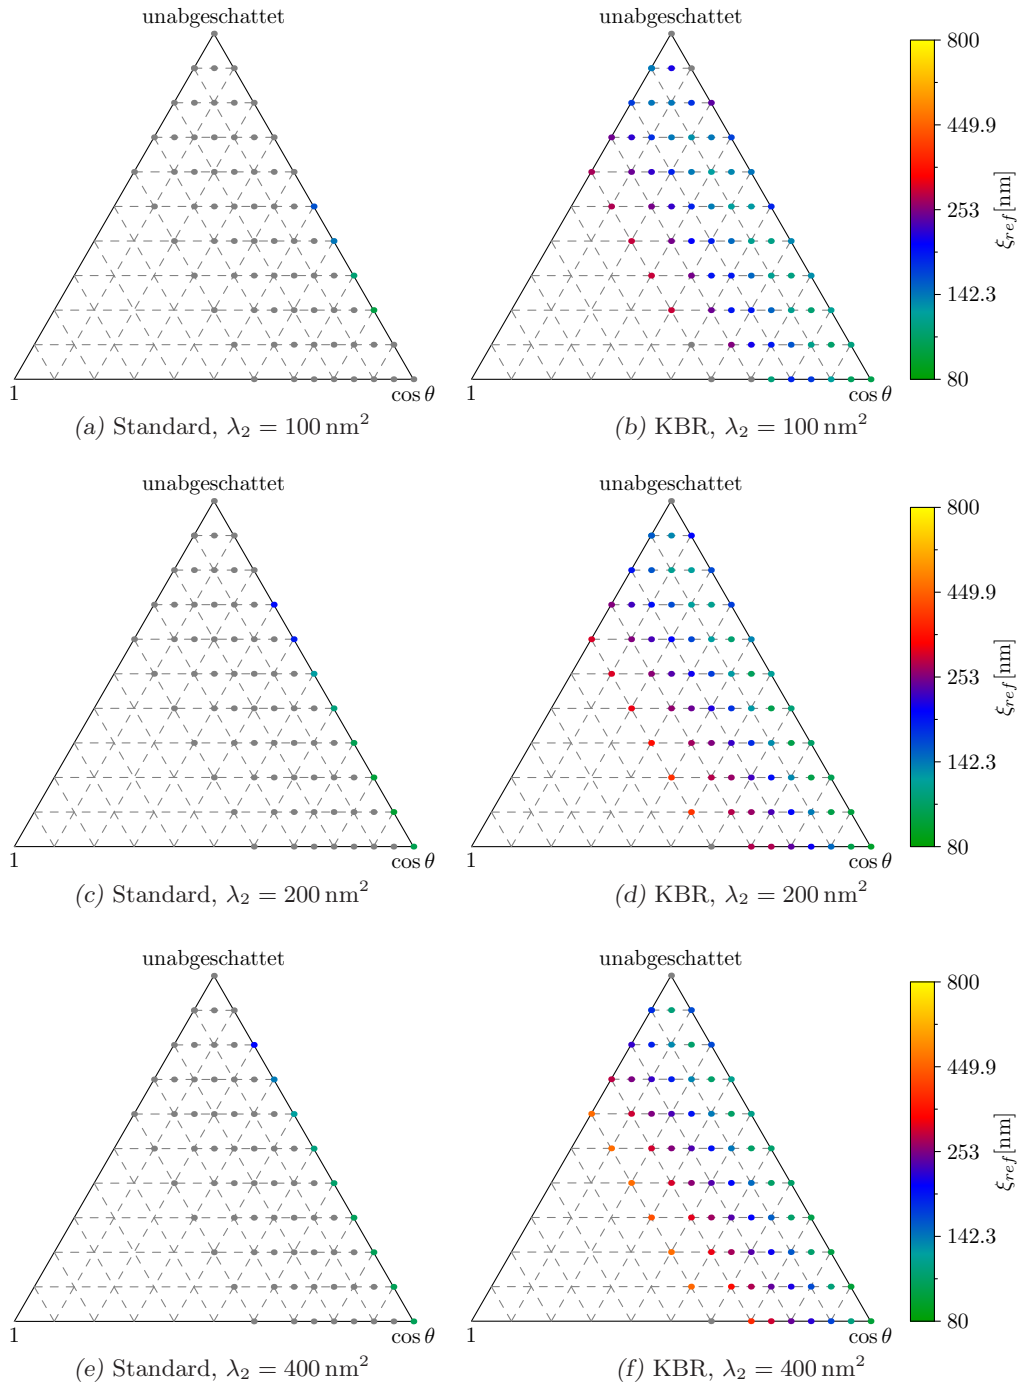 unabgeschattet
unabgeschattet
800
449.9
253
142.3
80
ξref[nm]
1
cos θ
1
cos θ
(a) Standard, λ₂ = 100 nm²
(b) KBR, λ₂ = 100 nm²
unabgeschattet
unabgeschattet
800
449.9
253
142.3
80
ξref[nm]
1
cos θ
1
cos θ
(c) Standard, λ₂ = 200 nm²
(d) KBR, λ₂ = 200 nm²
unabgeschattet
unabgeschattet
800
449.9
253
142.3
80
ξref[nm]
1
cos θ
1
cos θ
(e) Standard, λ₂ = 400 nm²
(f) KBR, λ₂ = 400 nm²